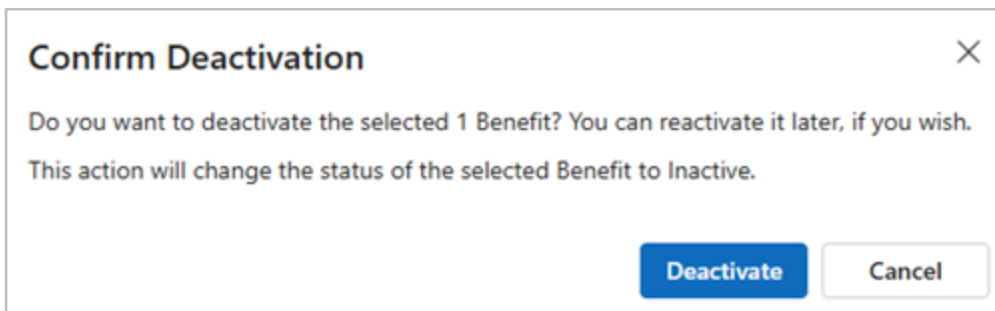 Confirm Deactivation
Do you want to deactivate the selected 1 Benefit? You can reactivate it later, if you wish.
This action will change the status of the selected Benefit to Inactive.
Deactivate
Cancel